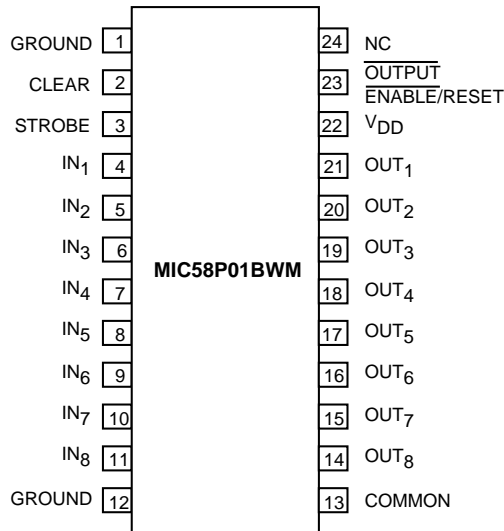 GROUND 1 24 NC
CLEAR 2 23 OUTPUT
ENABLE/RESET
STROBE 3 22 VDD
IN1 4 21 OUT1
IN2 5 20 OUT2
IN3 6 19 OUT3
MIC58P01BWM
IN4 7 18 OUT4
IN5 8 17 OUT5
IN6 9 16 OUT6
IN7 10 15 OUT7
IN8 11 14 OUT8
GROUND 12 13 COMMON